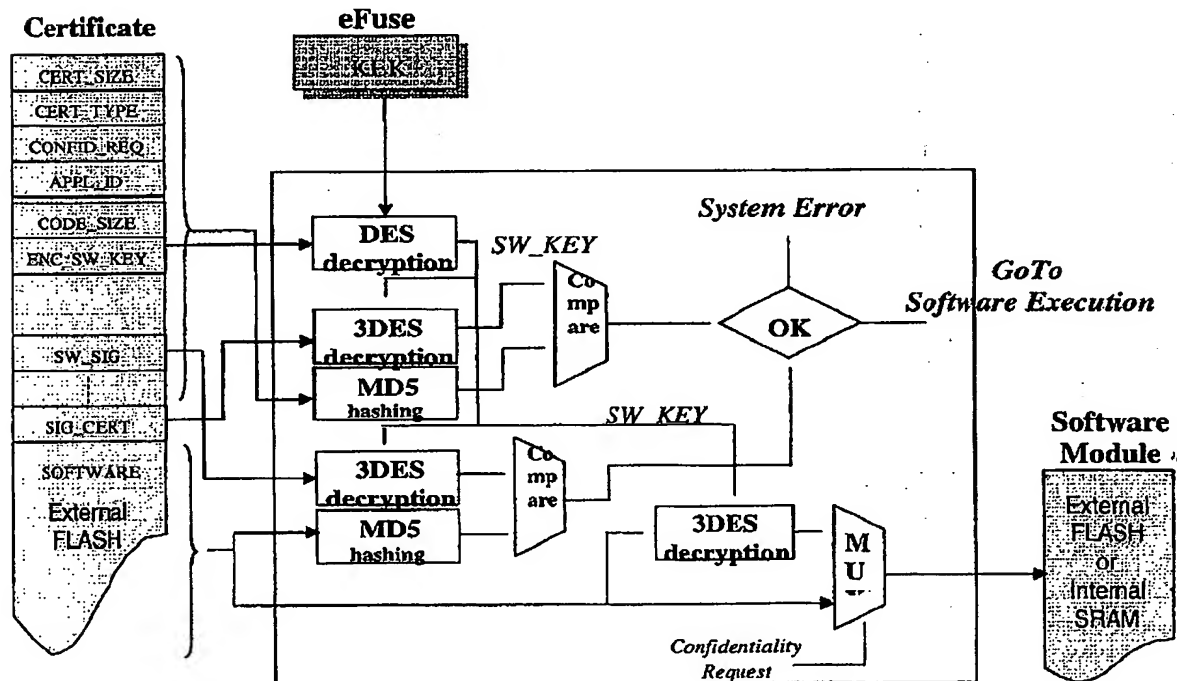 Certificate
CERT_SIZE
CERT_TYPE
CONFID_REQ
APPL_ID
CODE_SIZE
ENC_SW_KEY
SW_SIG
SIG_CERT
SOFTWARE
External
FLASH
eFuse
KEK
DES
decryption
SW_KEY
3DES
decryption
MD5
hashing
Co
mp
are
System Error
OK
GoTo
Software Execution
SW_KEY
3DES
decryption
MD5
hashing
Co
mp
are
3DES
decryption
M
U
Confidentiality
Request
Software
Module
External
FLASH
or
Internal
SRAM